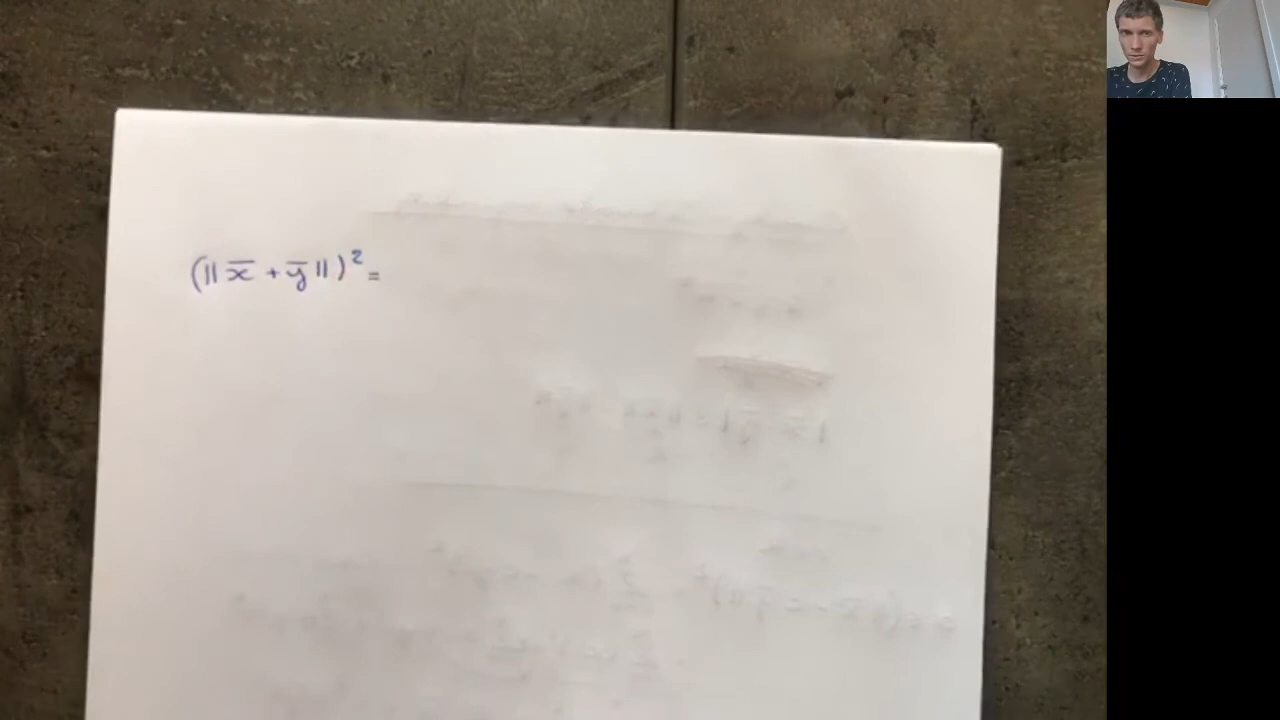 (||x̅ + y̅||)² =